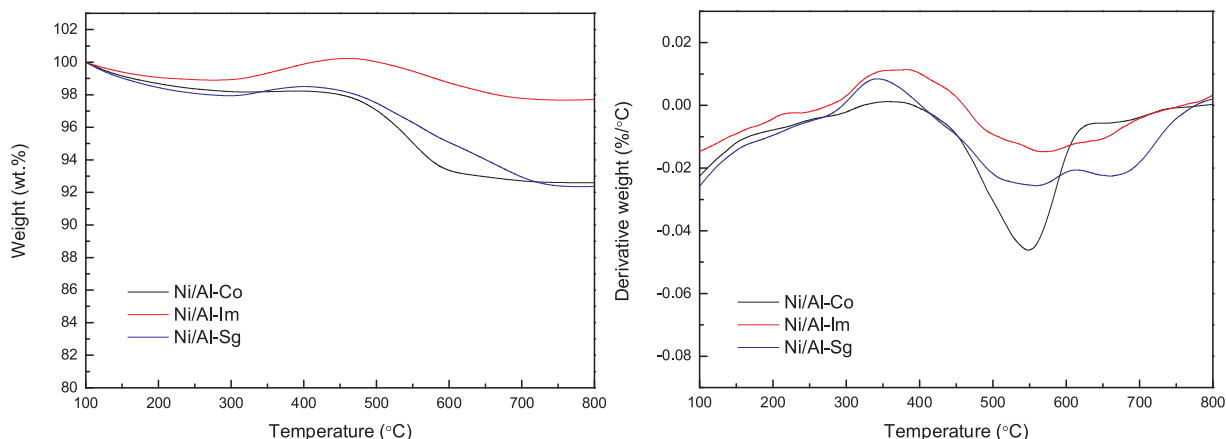 102
100
98
96
94
92
90
88
86
84
82
80
Weight (wt.%)
Ni/Al-Co
Ni/Al-Im
Ni/Al-Sg
100 200 300 400 500 600 700 800
Temperature (°C)
0.02
0.00
-0.02
-0.04
-0.06
-0.08
Derivative weight (%/°C)
Ni/Al-Co
Ni/Al-Im
Ni/Al-Sg
100 200 300 400 500 600 700 800
Temperature (°C)